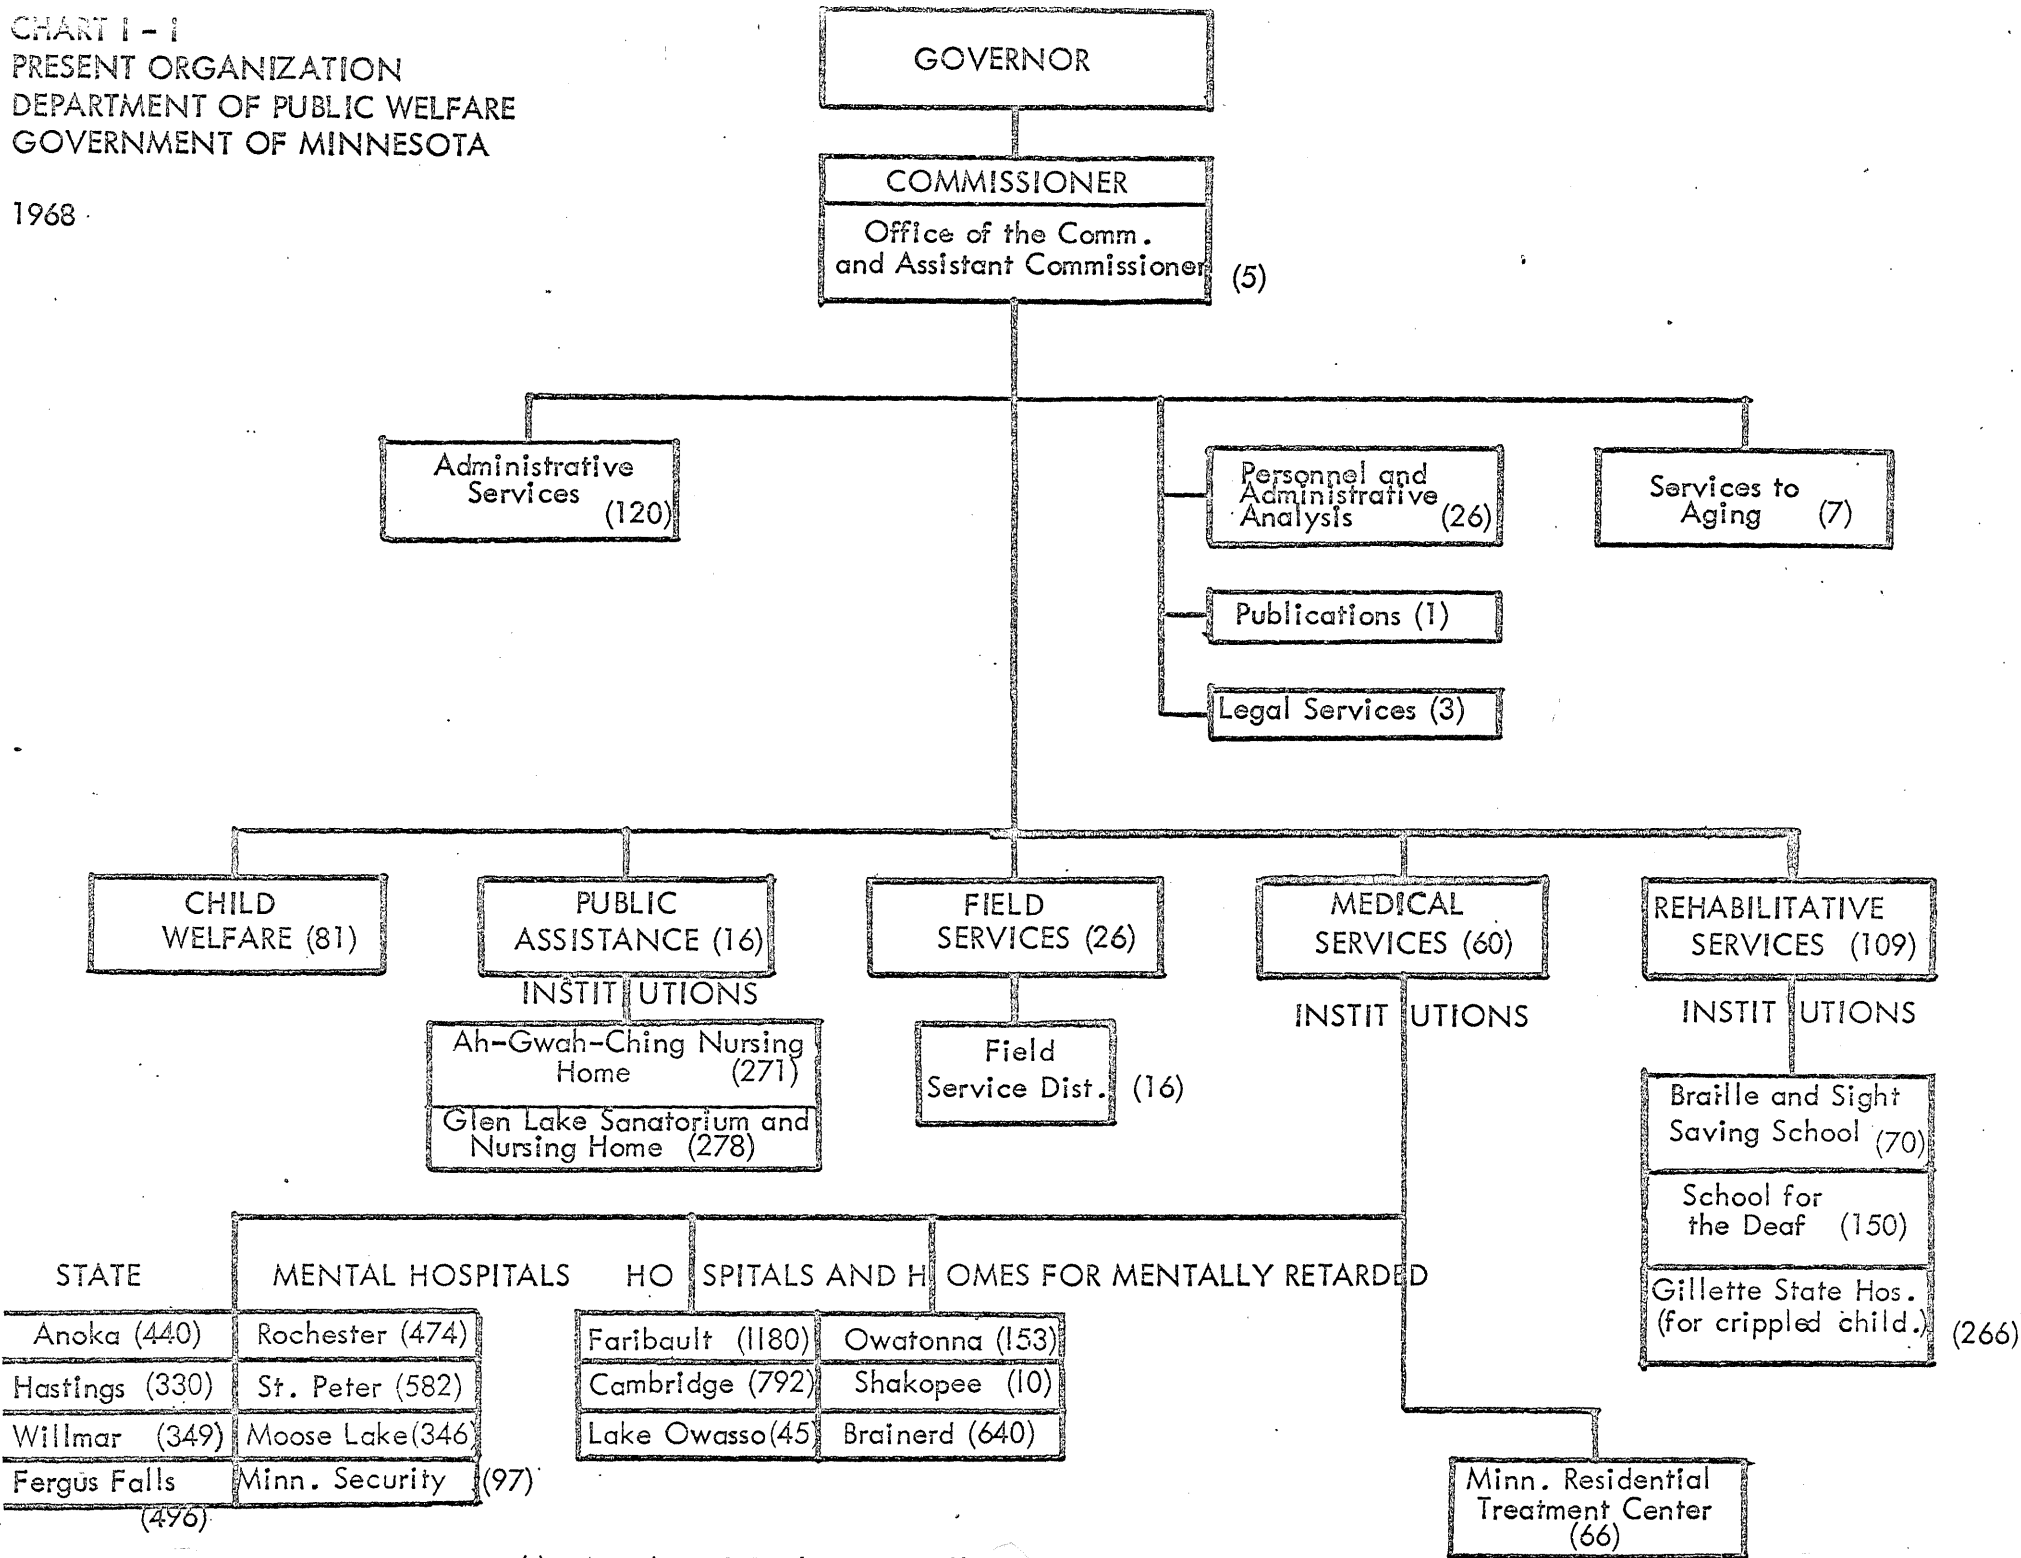 CHART I - I
PRESENT ORGANIZATION
DEPARTMENT OF PUBLIC WELFARE
GOVERNMENT OF MINNESOTA
1968
GOVERNOR
COMMISSIONER
Office of the Comm.
and Assistant Commissioner (5)
Administrative
Services
(120)
Personnel and
Administrative
Analysis (26)
Services to
Aging (7)
Publications (1)
Legal Services (3)
CHILD
WELFARE (81)
PUBLIC
ASSISTANCE (16)
FIELD
SERVICES (26)
MEDICAL
SERVICES (60)
REHABILITATIVE
SERVICES (109)
INSTITUTIONS
Ah-Gwah-Ching Nursing
Home (271)
Glen Lake Sanatorium and
Nursing Home (278)
Field
Service Dist. (16)
INSTITUTIONS
INSTITUTIONS
Braille and Sight
Saving School (70)
School for
the Deaf (150)
Gillette State Hos.
(for crippled child.) (266)
STATE MENTAL HOSPITALS
Anoka (440) Rochester (474)
Hastings (330) St. Peter (582)
Willmar (349) Moose Lake (346)
Fergus Falls Minn. Security (97)
(496)
HOSPITALS AND HOMES FOR MENTALLY RETARDED
Faribault (1180) Owatonna (153)
Cambridge (792) Shakopee (10)
Lake Owasso (45) Brainerd (640)
Minn. Residential
Treatment Center
(66)